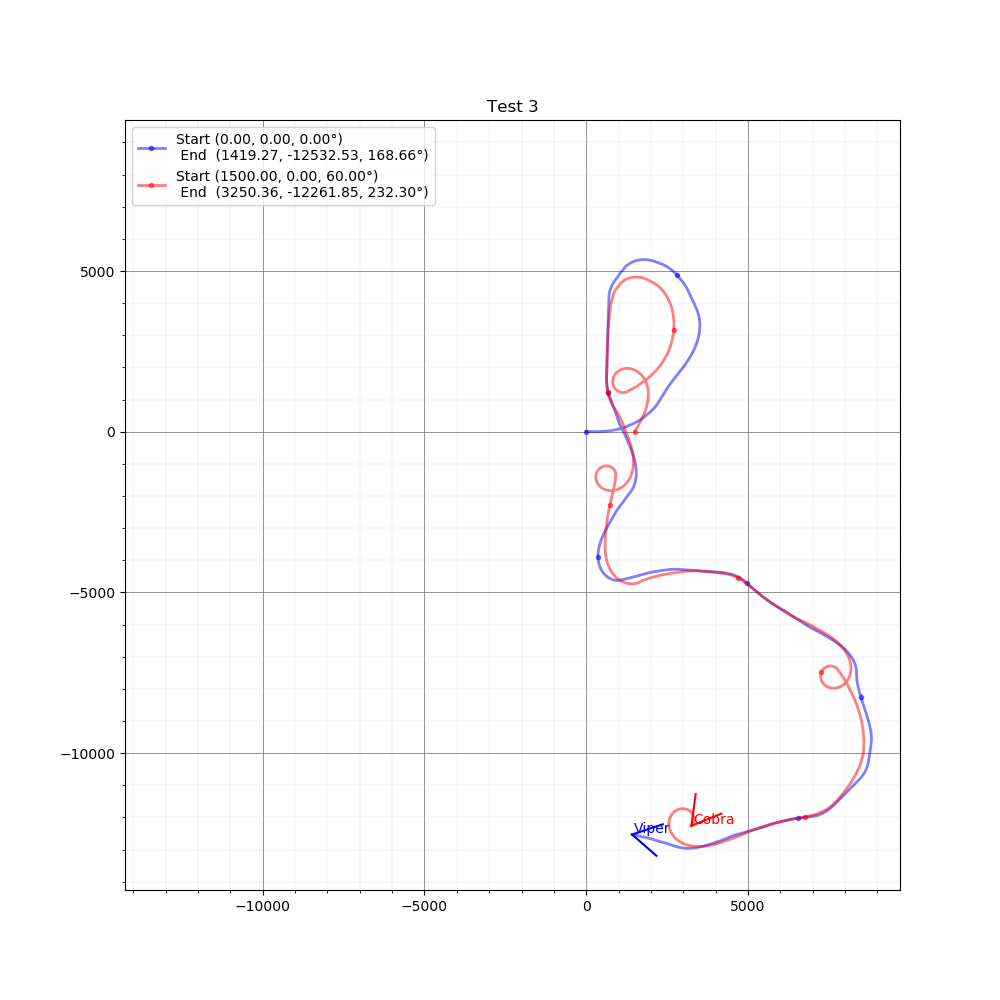 Test 3
Start (0.00, 0.00, 0.00°)
End (1419.27, -12532.53, 168.66°)
Start (1500.00, 0.00, 60.00°)
End (3250.36, -12261.85, 232.30°)
5000
0
−5000
−10000
Cobra
Viper
−10000
−5000
0
5000